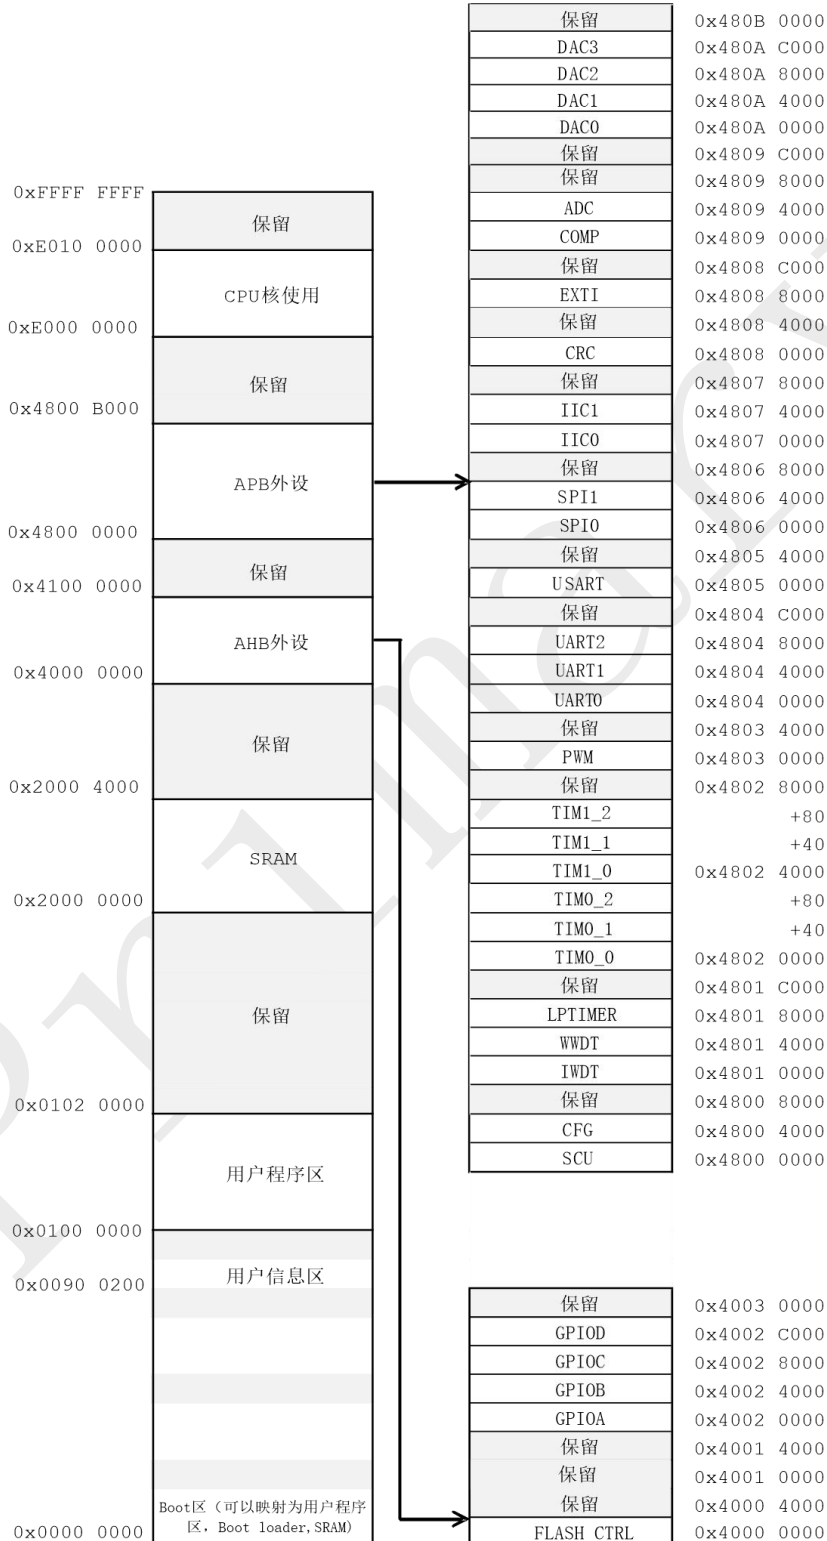 保留 0x480B 0000
DAC3 0x480A C000
DAC2 0x480A 8000
DAC1 0x480A 4000
DAC0 0x480A 0000
保留 0x4809 C000
保留 0x4809 8000
ADC 0x4809 4000
COMP 0x4809 0000
保留 0x4808 C000
EXTI 0x4808 8000
保留 0x4808 4000
CRC 0x4808 0000
保留 0x4807 8000
IIC1 0x4807 4000
IIC0 0x4807 0000
保留 0x4806 8000
SPI1 0x4806 4000
SPI0 0x4806 0000
保留 0x4805 4000
USART 0x4805 0000
保留 0x4804 C000
UART2 0x4804 8000
UART1 0x4804 4000
UART0 0x4804 0000
保留 0x4803 4000
PWM 0x4803 0000
保留 0x4802 8000
TIM1_2 +80
TIM1_1 +40
TIM1_0 0x4802 4000
TIM0_2 +80
TIM0_1 +40
TIM0_0 0x4802 0000
保留 0x4801 C000
LPTIMER 0x4801 8000
WWDT 0x4801 4000
IWDT 0x4801 0000
保留 0x4800 8000
CFG 0x4800 4000
SCU 0x4800 0000
0xFFFF FFFF
保留
0xE010 0000
CPU核使用
0xE000 0000
保留
0x4800 B000
APB外设
0x4800 0000
保留
0x4100 0000
AHB外设
0x4000 0000
保留
0x2000 4000
SRAM
0x2000 0000
保留
0x0102 0000
用户程序区
0x0100 0000
用户信息区
0x0090 0200
Boot区（可以映射为用户程序
区，Boot loader,SRAM)
0x0000 0000
保留 0x4003 0000
GPIOD 0x4002 C000
GPIOC 0x4002 8000
GPIOB 0x4002 4000
GPIOA 0x4002 0000
保留 0x4001 4000
保留 0x4001 0000
保留 0x4000 4000
FLASH CTRL 0x4000 0000